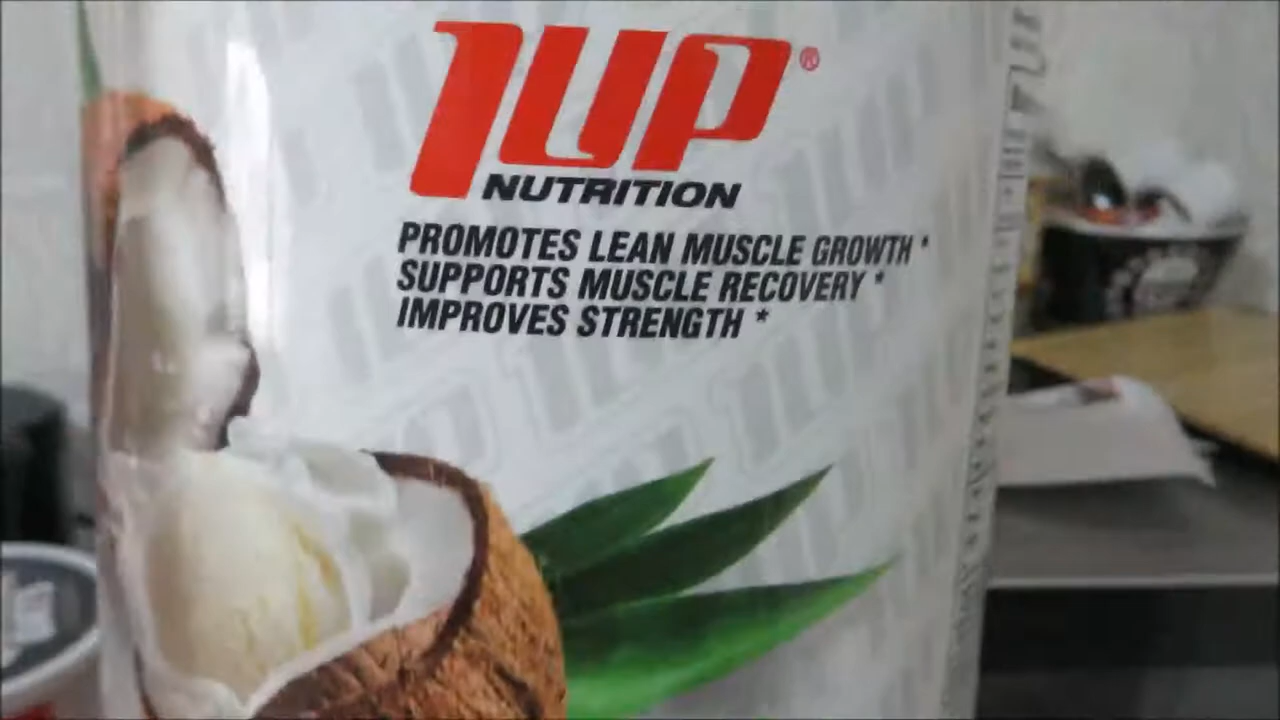 1UP®
NUTRITION
PROMOTES LEAN MUSCLE GROWTH *
SUPPORTS MUSCLE RECOVERY *
IMPROVES STRENGTH *